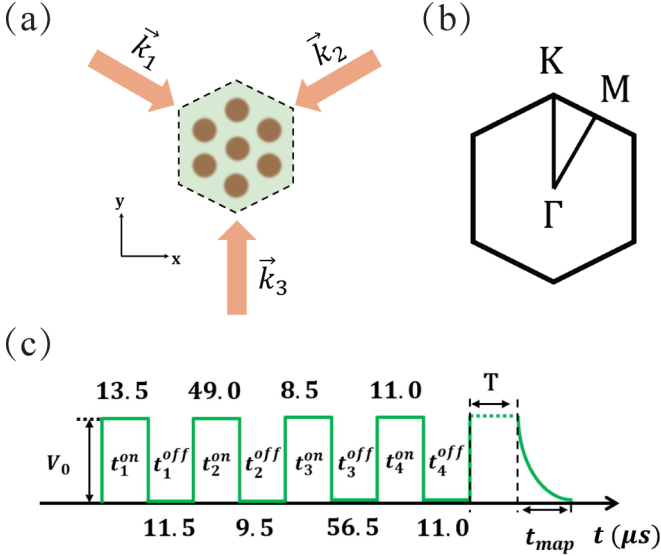 (a)
k⃗₁
k⃗₂
y
x
k⃗₃
(b)
K
M
Γ
(c)
13.5 49.0 8.5 11.0 T
V₀ t₁ᵒⁿ t₁ᵒᶠᶠ t₂ᵒⁿ t₂ᵒᶠᶠ t₃ᵒⁿ t₃ᵒᶠᶠ t₄ᵒⁿ t₄ᵒᶠᶠ
11.5 9.5 56.5 11.0 t_map t (μs)